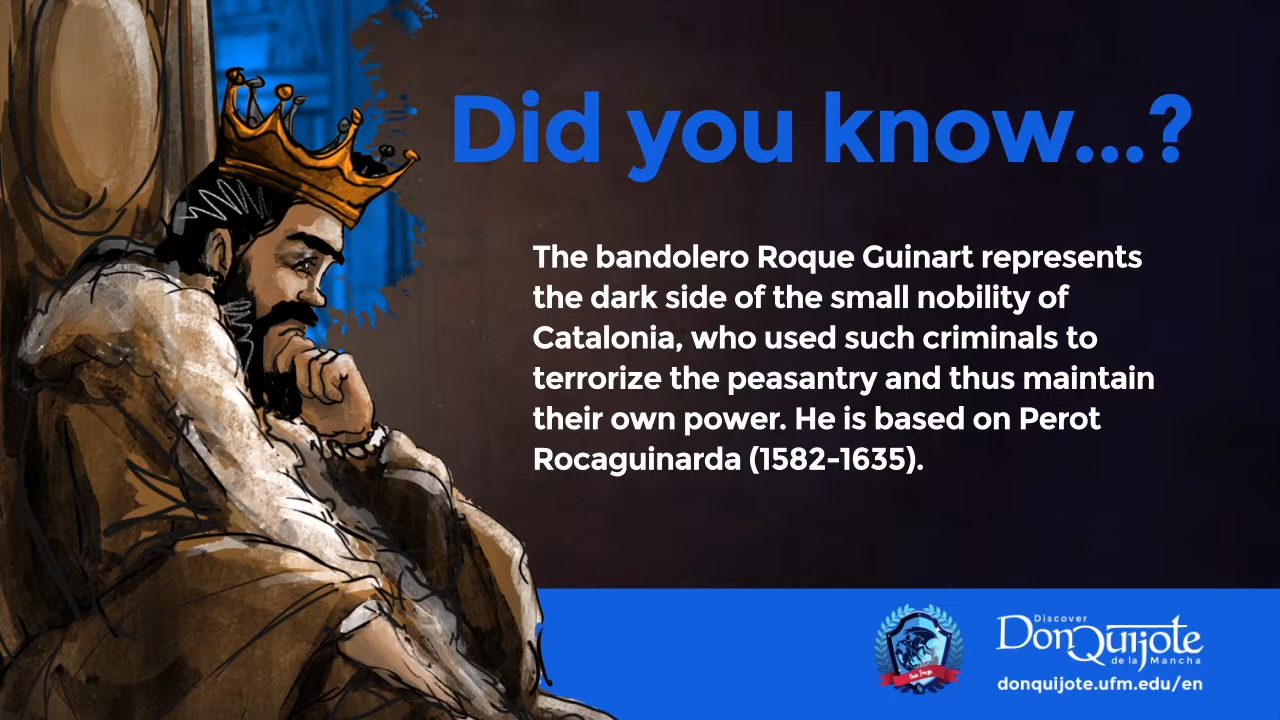 Did you know...?
The bandolero Roque Guinart represents
the dark side of the small nobility of
Catalonia, who used such criminals to
terrorize the peasantry and thus maintain
their own power. He is based on Perot
Rocaguinarda (1582-1635).
Discover
Don Quijote
de la Mancha
donquijote.ufm.edu/en